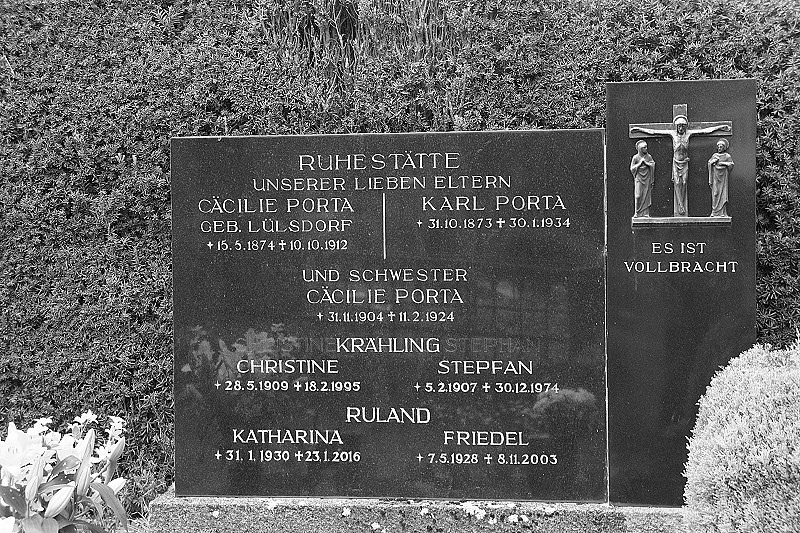 RUHESTÄTTE
UNSERER LIEBEN ELTERN
CÄCILIE PORTA
GEB. LÜLSDORF
+ 15.5.1874 ✝ 10.10.1912
KARL PORTA
+ 31.10.1873 ✝ 30.1.1934
UND SCHWESTER
CÄCILIE PORTA
+ 31.11.1904 ✝ 11.2.1924
KRÄHLING
CHRISTINE
+ 28.5.1909 ✝ 18.2.1995
STEPFAN
+ 5.2.1907 ✝ 30.12.1974
RULAND
KATHARINA
+ 31.1.1930 ✝ 23.1.2016
FRIEDEL
+ 7.5.1928 ✝ 8.11.2003
ES IST
VOLLBRACHT